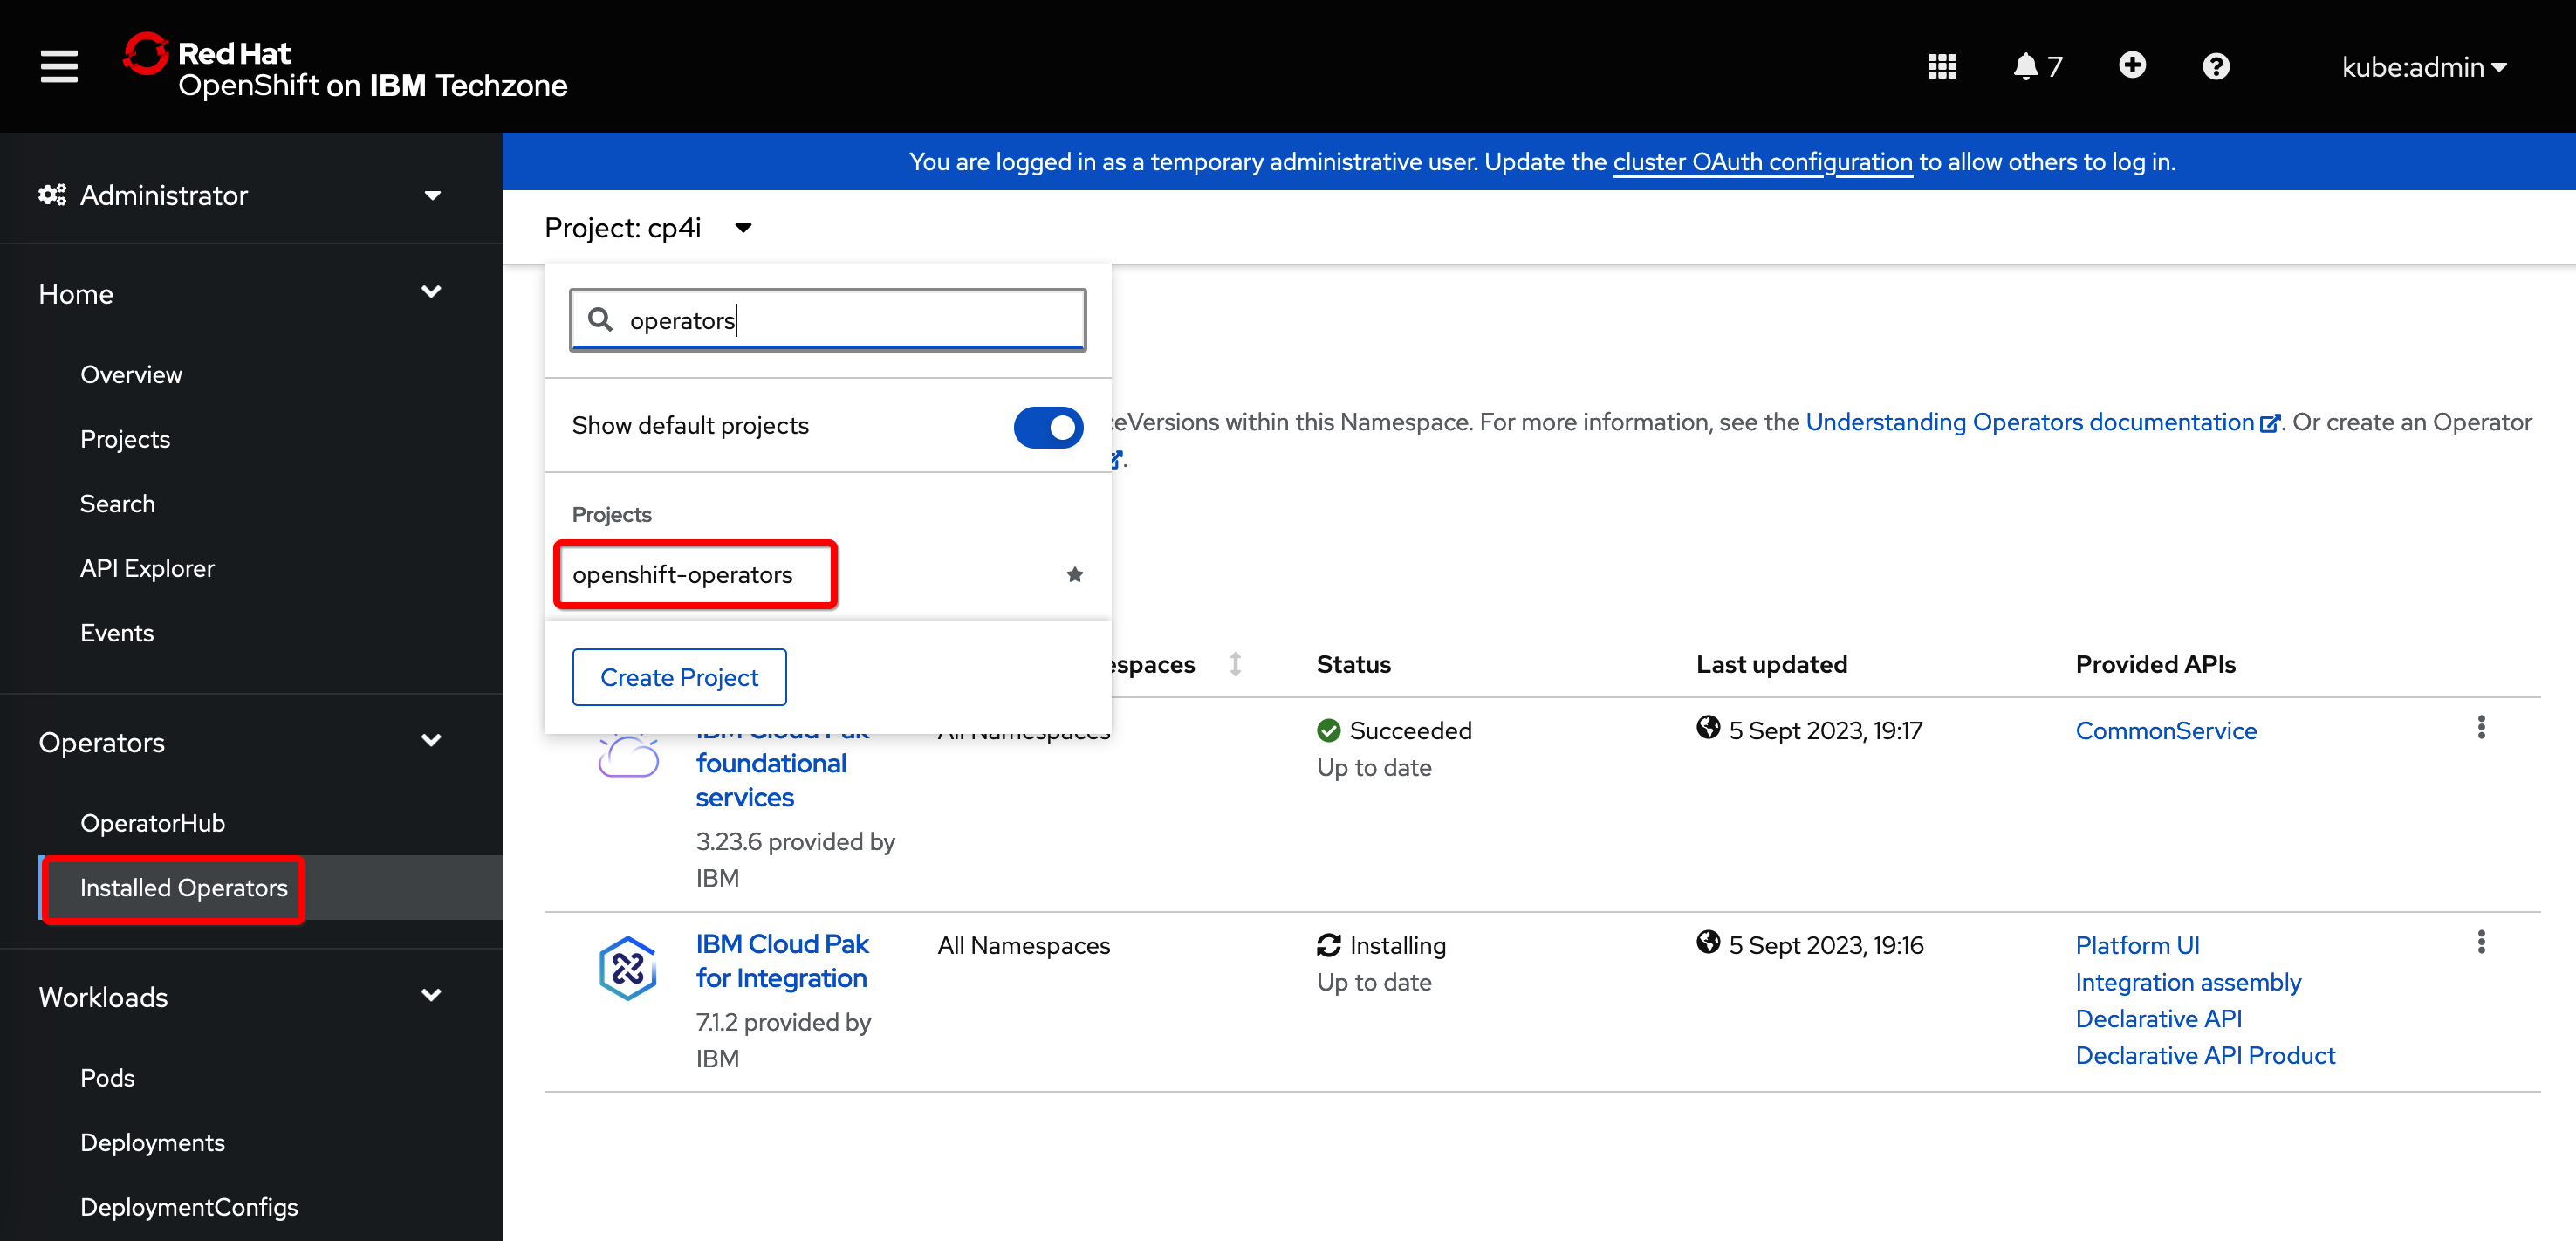 Red Hat
OpenShift on IBM Techzone
7
kube:admin
Administrator
Home
Overview
Projects
Search
API Explorer
Events
Operators
OperatorHub
Installed Operators
Workloads
Pods
Deployments
DeploymentConfigs
You are logged in as a temporary administrative user. Update the cluster OAuth configuration to allow others to log in.
Project: cp4i
operators
Show default projects
Projects
openshift-operators
Create Project
eVersions within this Namespace. For more information, see the Understanding Operators documentation. Or create an Operator
.
espaces
Status
Last updated
Provided APIs
IBM Cloud Pak
foundational
services
3.23.6 provided by
IBM
All Namespaces
Succeeded
Up to date
5 Sept 2023, 19:17
CommonService
IBM Cloud Pak
for Integration
7.1.2 provided by
IBM
All Namespaces
Installing
Up to date
5 Sept 2023, 19:16
Platform UI
Integration assembly
Declarative API
Declarative API Product